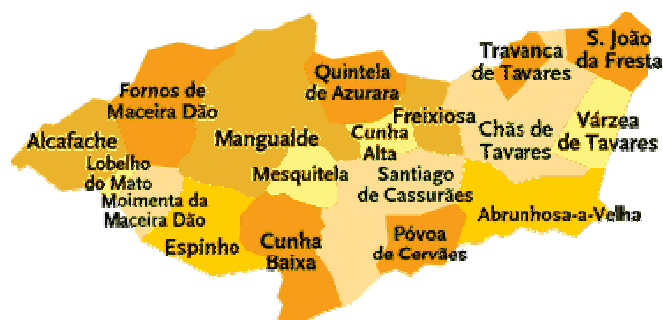 S. João
da Fresta
Travanca
de Tavares
Quintela
de Azurara
Fornos de
Maceira Dão
Freixiosa
Várzea
de Tavares
Chãs de
Tavares
Cunha
Alta
Mangualde
Alcafache
Lobelho
do Mato
Mesquitela
Santiago
de Cassurães
Moimenta da
Maceira Dão
Abrunhosa-a-Velha
Espinho
Cunha
Baixa
Póvoa
de Cervães